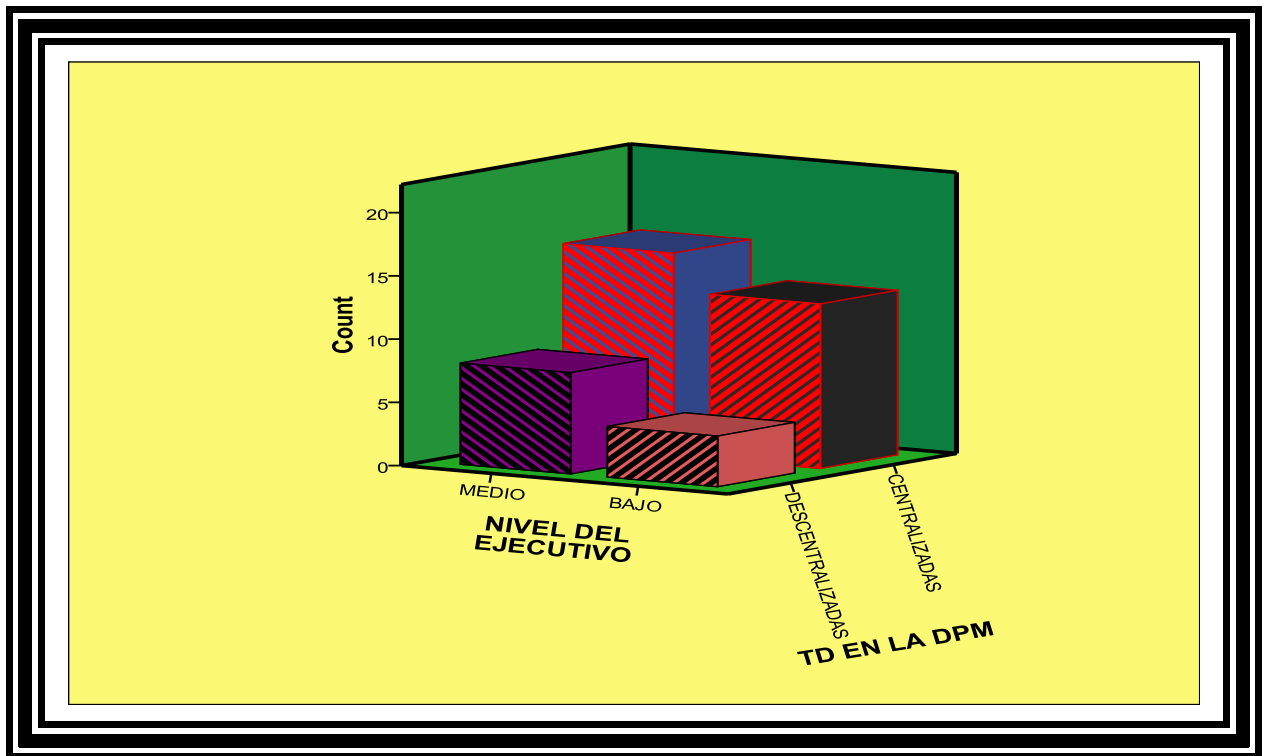 Count
20
15
10
5
0
MEDIO
BAJO
NIVEL DEL
EJECUTIVO
DESCENTRALIZADAS
CENTRALIZADAS
TD EN LA DPM